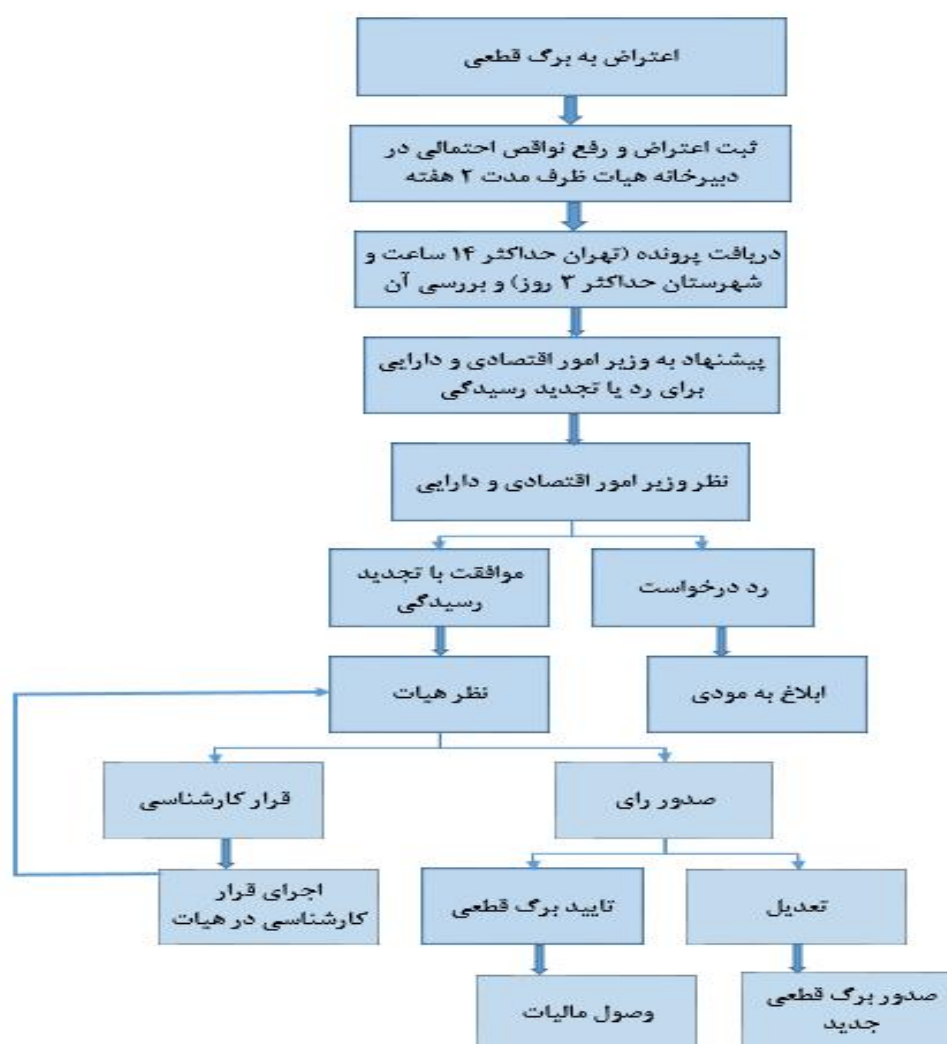 اعتراض به برگ قطعی
ثبت اعتراض و رفع نواقص احتمالی در
دبیرخانه هیات ظرف مدت ۲ هفته
دریافت پرونده (تهران حداکثر ۱۴ ساعت و
شهرستان حداکثر ۳ روز) و بررسی آن
پیشنهاد به وزیر امور اقتصادی و دارایی
برای رد یا تجدید رسیدگی
نظر وزیر امور اقتصادی و دارایی
رد درخواست
موافقت با تجدید
رسیدگی
ابلاغ به مودی
نظر هیات
صدور رای
قرار کارشناسی
تعدیل
تایید برگ قطعی
اجرای قرار
کارشناسی در هیات
صدور برگ قطعی
جدید
وصول مالیات